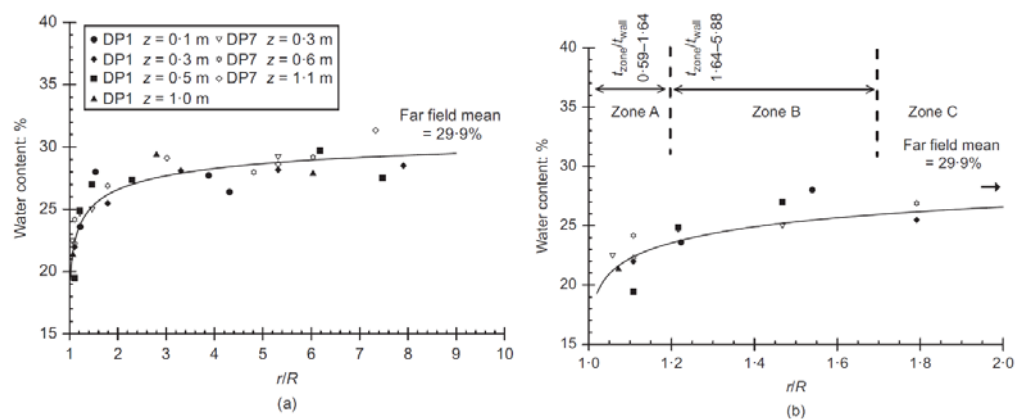 40
35
30
25
20
15
Water content: %
DP1 z = 0·1 m DP7 z = 0·3 m
DP1 z = 0·3 m DP7 z = 0·6 m
DP1 z = 0·5 m DP7 z = 1·1 m
DP1 z = 1·0 m
Far field mean
= 29·9%
1 2 3 4 5 6 7 8 9 10
r/R
(a)
40
35
30
25
20
15
Water content: %
t zone/t wall
0·59–1·64
t zone/t wall
1·64–5·88
Zone A
Zone B
Zone C
Far field mean
= 29·9%
1·0 1·2 1·4 1·6 1·8 2·0
r/R
(b)